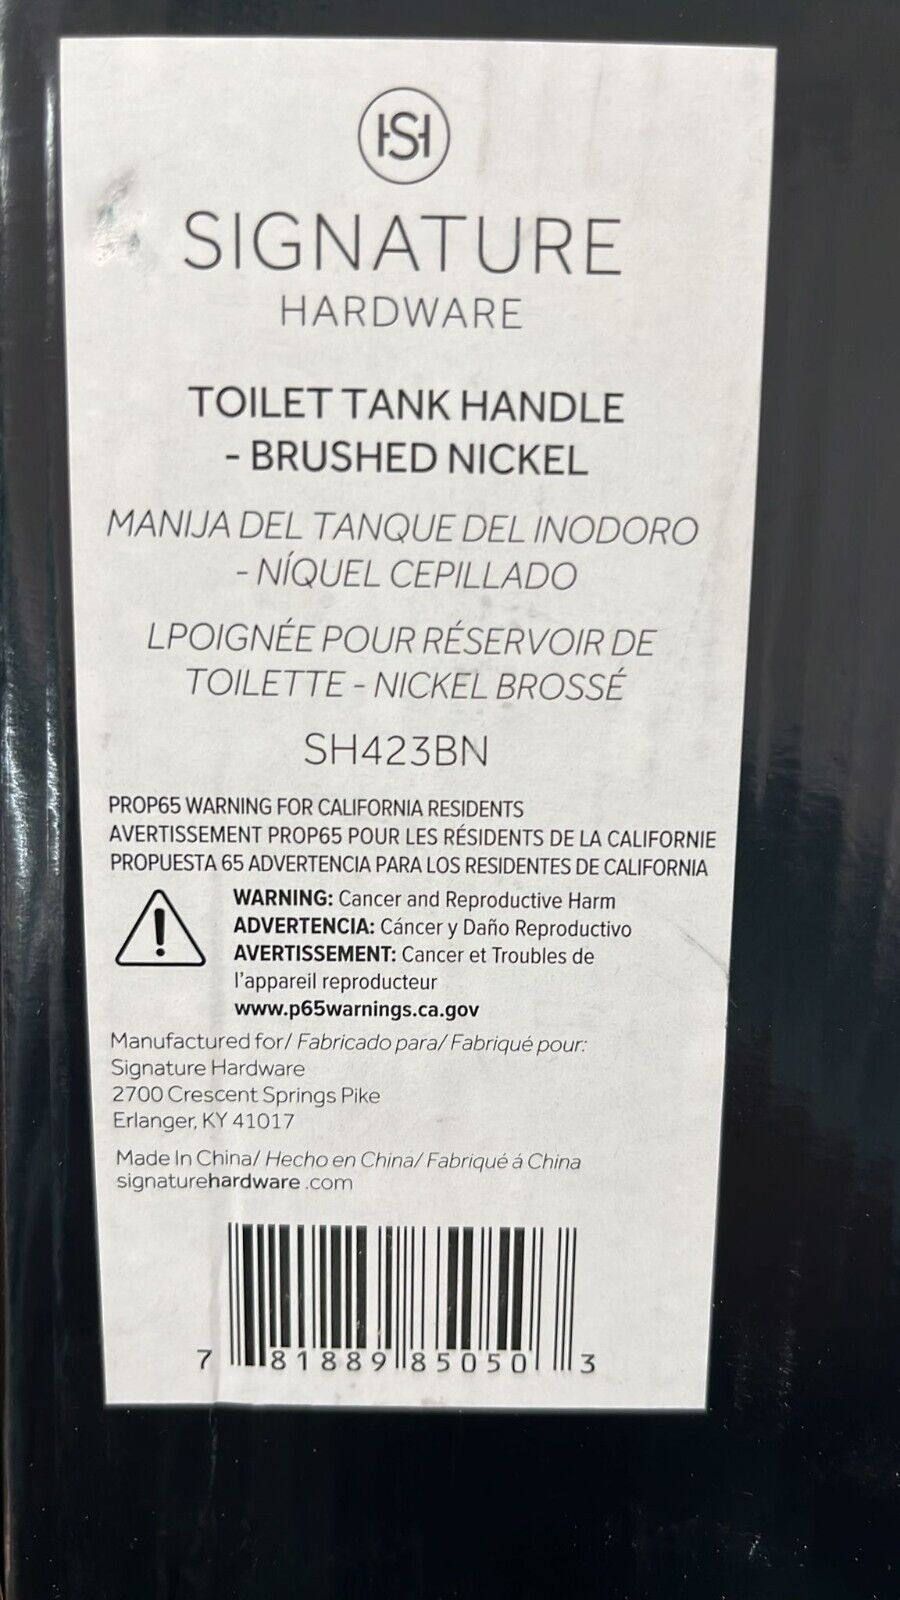 SH
SIGNATURE
HARDWARE
TOILET TANK HANDLE
- BRUSHED NICKEL
MANIJA DEL TANQUE DEL INODORO
- NÍQUEL CEPILLADO
LPOIGNÉE POUR RÉSERVOIR DE
TOILETTE - NICKEL BROSSÉ
SH423BN
PROP65 WARNING FOR CALIFORNIA RESIDENTS
AVERTISSEMENT PROP65 POUR LES RÉSIDENTS DE LA CALIFORNIE
PROPUESTA 65 ADVERTENCIA PARA LOS RESIDENTES DE CALIFORNIA
WARNING: Cancer and Reproductive Harm
ADVERTENCIA: Cáncer y Daño Reproductivo
AVERTISSEMENT: Cancer et Troubles de
l'appareil reproducteur
www.p65warnings.ca.gov
Manufactured for/ Fabricado para/ Fabriqué pour:
Signature Hardware
2700 Crescent Springs Pike
Erlanger, KY 41017
Made In China/ Hecho en China/ Fabriqué á China
signaturehardware .com
7 81889 85050 3